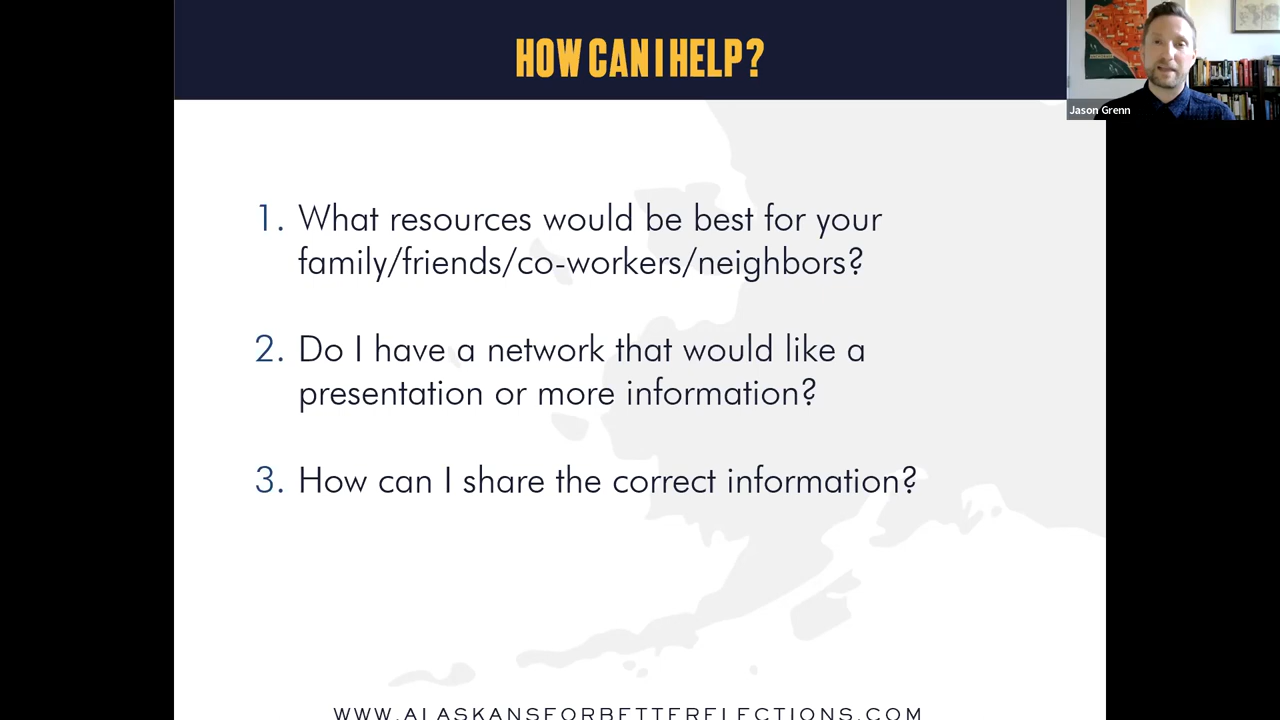 HOW CAN I HELP?
Jason Grenn
1. What resources would be best for your
family/friends/co-workers/neighbors?
2. Do I have a network that would like a
presentation or more information?
3. How can I share the correct information?
WWW.ALASKANSFORBETTERELECTIONS.COM